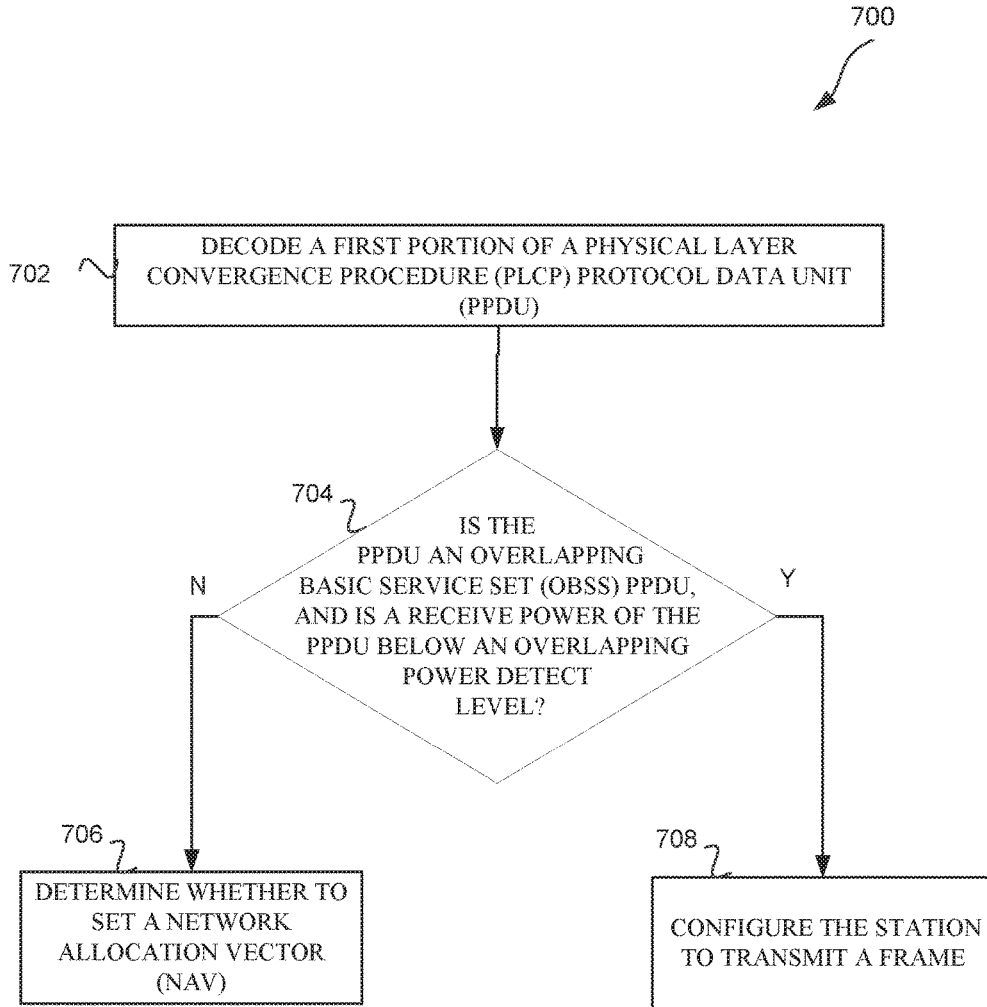 700
702
DECODE A FIRST PORTION OF A PHYSICAL LAYER
CONVERGENCE PROCEDURE (PLCP) PROTOCOL DATA UNIT
(PPDU)
704
IS THE
PPDU AN OVERLAPPING
BASIC SERVICE SET (OBSS) PPDU,
AND IS A RECEIVE POWER OF THE
PPDU BELOW AN OVERLAPPING
POWER DETECT
LEVEL?
N
Y
706
DETERMINE WHETHER TO
SET A NETWORK
ALLOCATION VECTOR
(NAV)
708
CONFIGURE THE STATION
TO TRANSMIT A FRAME